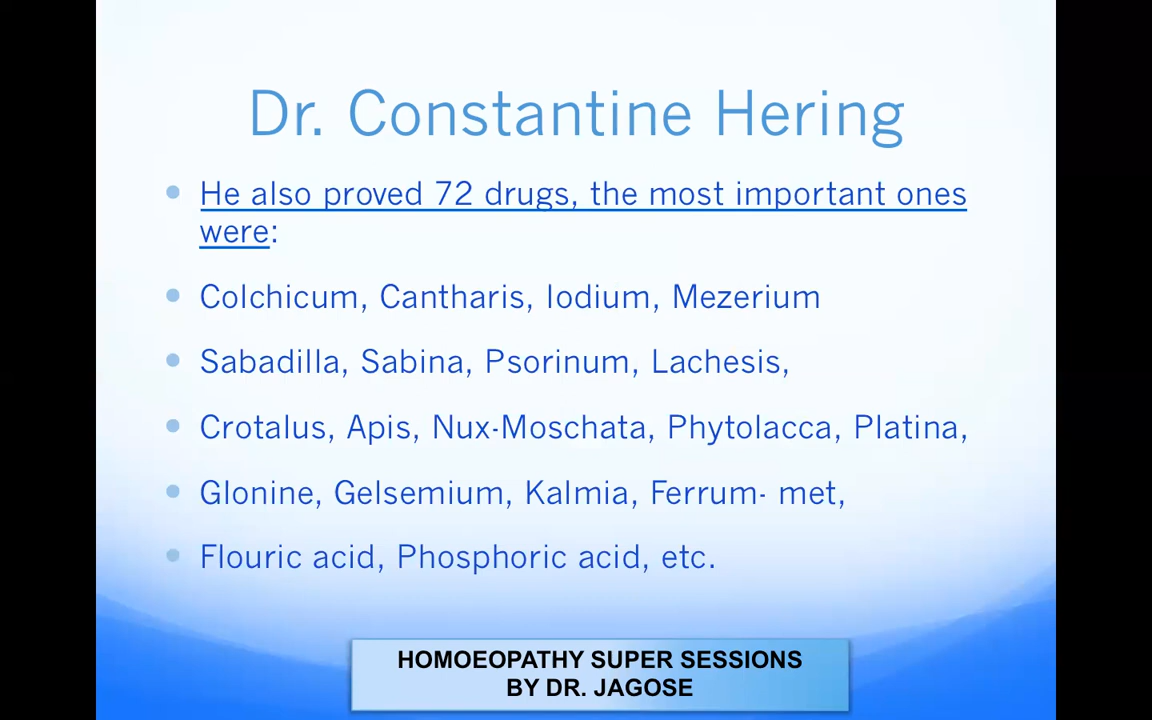 Dr. Constantine Hering
He also proved 72 drugs, the most important ones
were:
Colchicum, Cantharis, Iodium, Mezerium
Sabadilla, Sabina, Psorinum, Lachesis,
Crotalus, Apis, Nux-Moschata, Phytolacca, Platina,
Glonine, Gelsemium, Kalmia, Ferrum- met,
Flouric acid, Phosphoric acid, etc.
HOMOEOPATHY SUPER SESSIONS
BY DR. JAGOSE